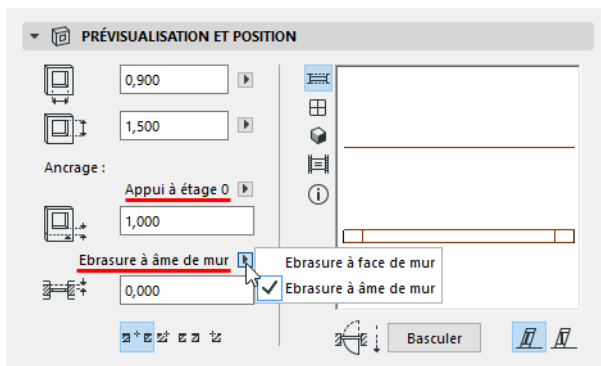 PRÉVISUALISATION ET POSITION
0,900
1,500
Ancrage :
Appui à étage 0
1,000
Ebrasure à âme de mur
Ebrasure à face de mur
Ebrasure à âme de mur
0,000
Basculer